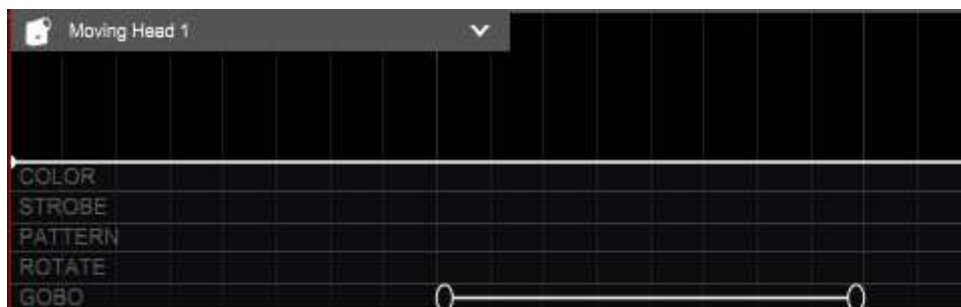 Moving Head 1
COLOR
STROBE
PATTERN
ROTATE
GOBO